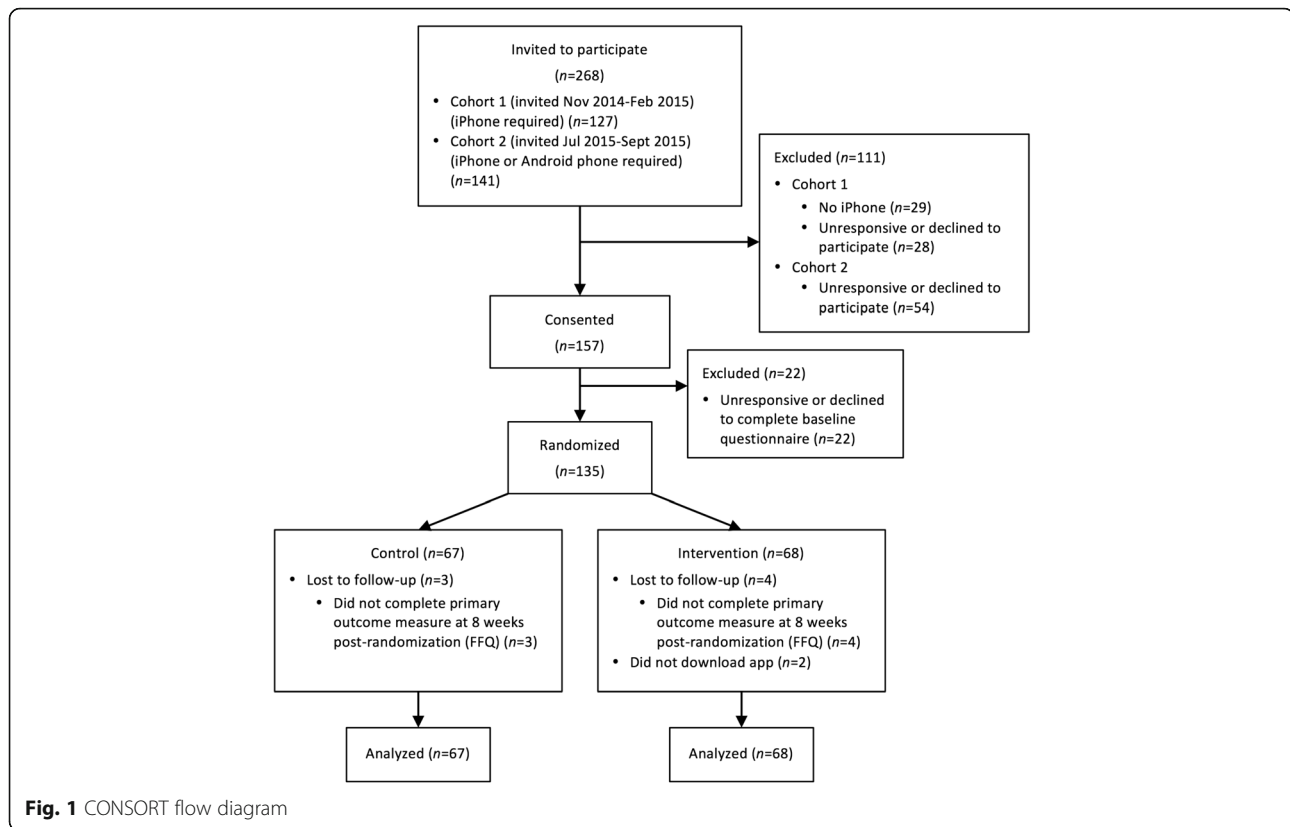 Invited to participate
(n=268)
• Cohort 1 (invited Nov 2014-Feb 2015)
(iPhone required) (n=127)
• Cohort 2 (invited Jul 2015-Sept 2015)
(iPhone or Android phone required)
(n=141)
Excluded (n=111)
• Cohort 1
• No iPhone (n=29)
• Unresponsive or declined to
participate (n=28)
• Cohort 2
• Unresponsive or declined to
participate (n=54)
Consented
(n=157)
Excluded (n=22)
• Unresponsive or declined
to complete baseline
questionnaire (n=22)
Randomized
(n=135)
Control (n=67)
• Lost to follow-up (n=3)
• Did not complete primary
outcome measure at 8 weeks
post-randomization (FFQ) (n=3)
Intervention (n=68)
• Lost to follow-up (n=4)
• Did not complete primary
outcome measure at 8 weeks
post-randomization (FFQ) (n=4)
• Did not download app (n=2)
Analyzed (n=67)
Analyzed (n=68)
Fig. 1 CONSORT flow diagram